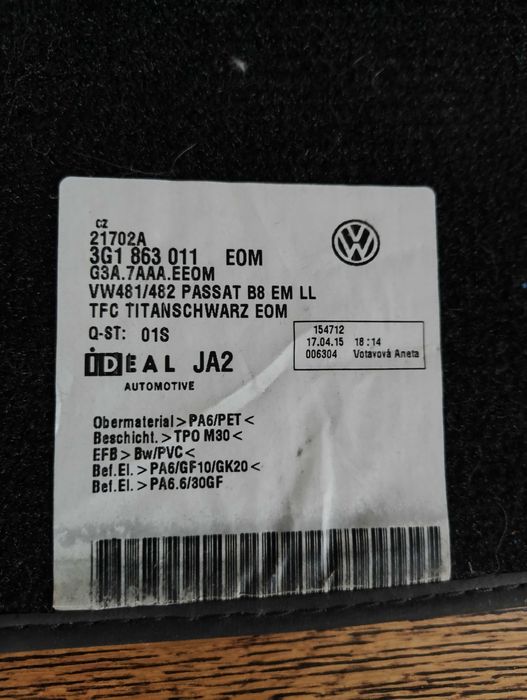 CZ
21702A
3G1 863 011 EOM
G3A.7AAA.EEOM
VW481/482 PASSAT B8 EM LL
TFC TITANSCHWARZ EOM
Q-ST: 01S
154712
17.04.15 18:14
006304 Votavová Aneta
iDEAL JA2
AUTOMOTIVE
Obermaterial>PA6/PET<
Beschicht.>TPO M30<
EFB>Bw/PVC<
Bef.El.>PA6/GF10/GK20<
Bef.El.>PA6.6/30GF